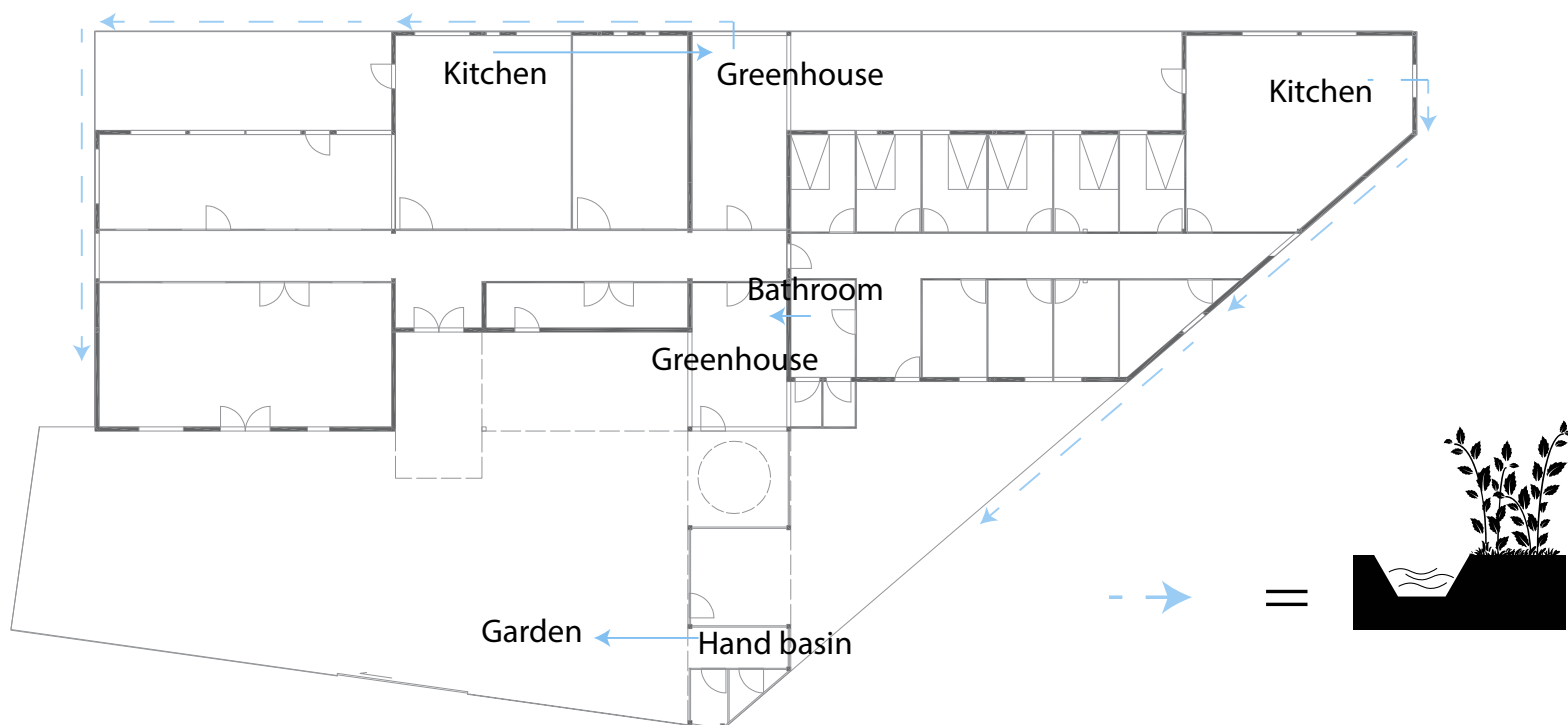 Kitchen
Greenhouse
Kitchen
Bathroom
Greenhouse
Garden
Hand basin
=